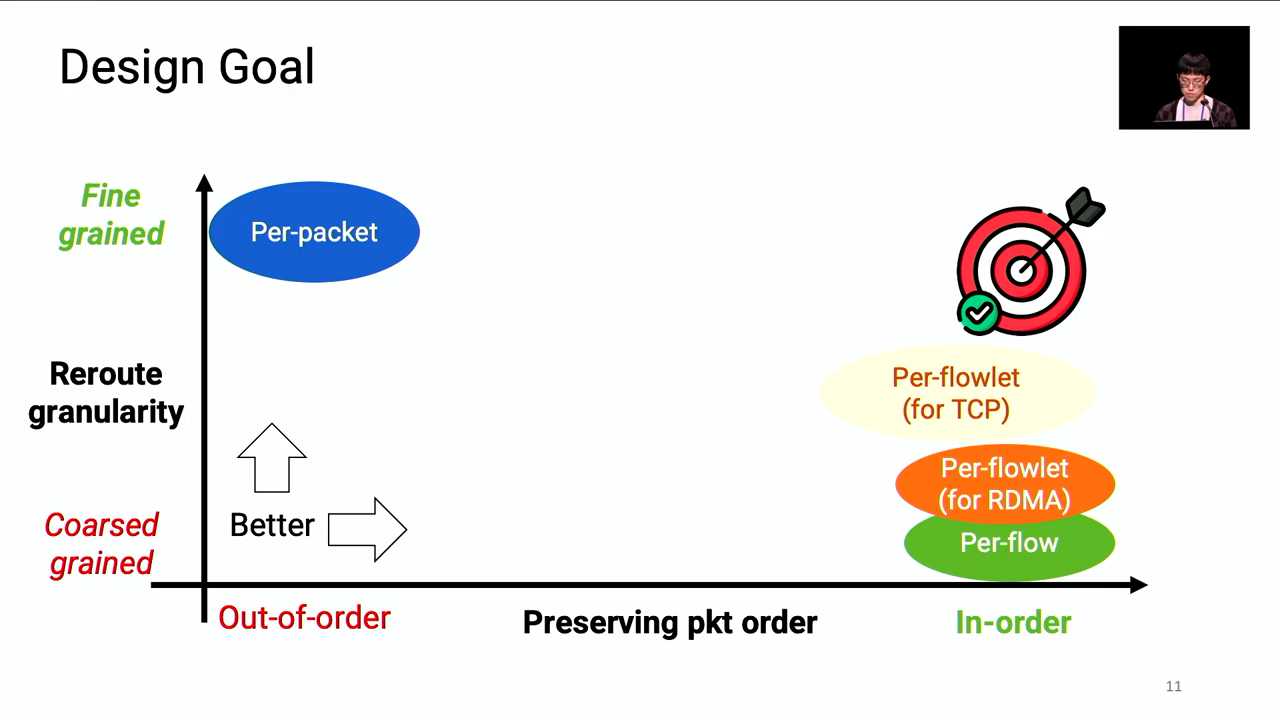 Design Goal
Fine
grained
Per-packet
Reroute
granularity
Per-flowlet
(for TCP)
Per-flowlet
(for RDMA)
Better
Per-flow
Coarsed
grained
Out-of-order
Preserving pkt order
In-order
11